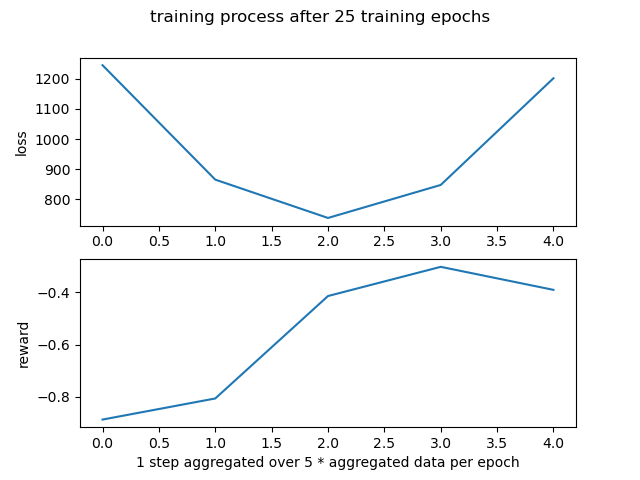 training process after 25 training epochs
1200
1100
1000
900
800
loss
0.0 0.5 1.0 1.5 2.0 2.5 3.0 3.5 4.0
−0.4
−0.6
−0.8
reward
0.0 0.5 1.0 1.5 2.0 2.5 3.0 3.5 4.0
1 step aggregated over 5 * aggregated data per epoch